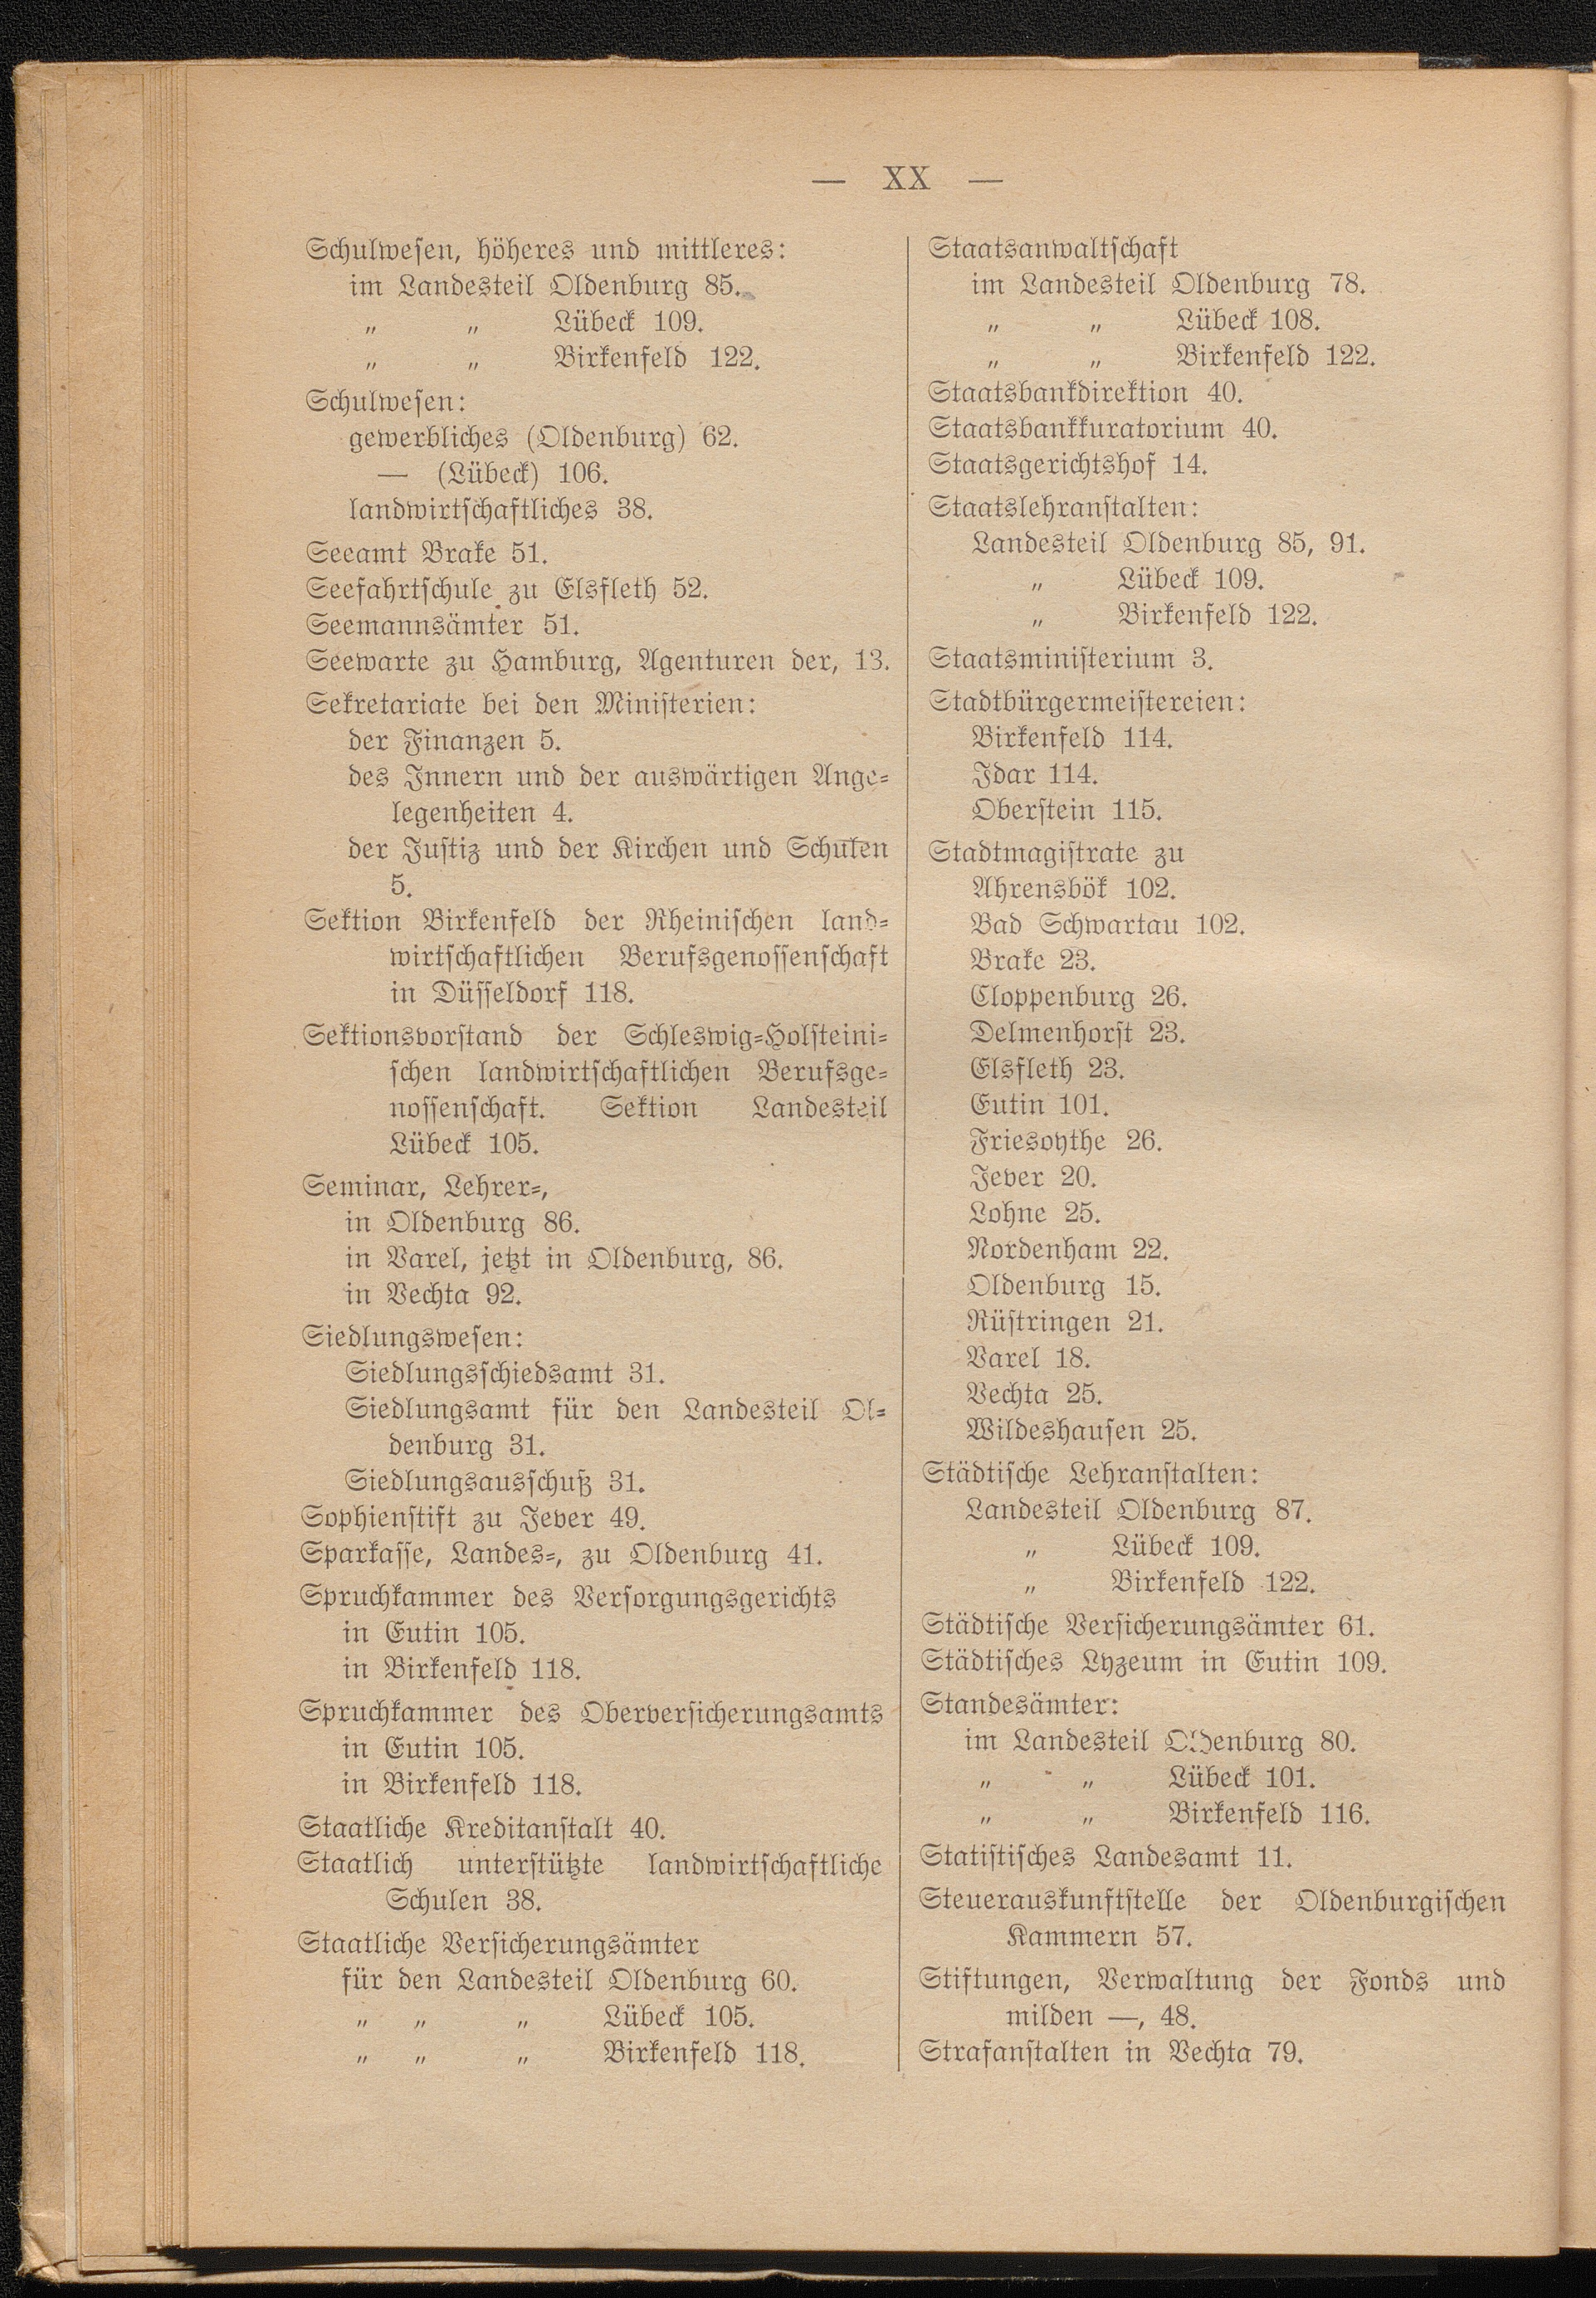 — XX —
Schulwesen, höheres und mittleres:
im Landesteil Oldenburg 85.
„ „ Lübeck 109.
„ „ Birkenfeld 122.
Schulwesen:
gewerbliches (Oldenburg) 62.
— (Lübeck) 106.
landwirtschaftliches 38.
Seeamt Brake 51.
Seefahrtschule zu Elsfleth 52.
Seemannsämter 51.
Seewarte zu Hamburg, Agenturen der, 13.
Sekretariate bei den Ministerien:
der Finanzen 5.
des Innern und der auswärtigen Ange-
legenheiten 4.
der Justiz und der Kirchen und Schulen
5.
Sektion Birkenfeld der Rheinischen land-
wirtschaftlichen Berufsgenossenschaft
in Düsseldorf 118.
Sektionsvorstand der Schleswig-Holsteini-
schen landwirtschaftlichen Berufsge-
nossenschaft. Sektion Landesteil
Lübeck 105.
Seminar, Lehrer-,
in Oldenburg 86.
in Varel, jetzt in Oldenburg, 86.
in Vechta 92.
Siedlungswesen:
Siedlungsschiedsamt 31.
Siedlungsamt für den Landesteil Ol-
denburg 31.
Siedlungsausschuß 31.
Sophienstift zu Jever 49.
Sparkasse, Landes-, zu Oldenburg 41.
Spruchkammer des Versorgungsgerichts
in Eutin 105.
in Birkenfeld 118.
Spruchkammer des Oberversicherungsamts
in Eutin 105.
in Birkenfeld 118.
Staatliche Kreditanstalt 40.
Staatlich unterstützte landwirtschaftliche
Schulen 38.
Staatliche Versicherungsämter
für den Landesteil Oldenburg 60.
„ „ „ Lübeck 105.
„ „ „ Birkenfeld 118.
Staatsanwaltschaft
im Landesteil Oldenburg 78.
„ „ Lübeck 108.
„ „ Birkenfeld 122.
Staatsbankdirektion 40.
Staatsbankkuratorium 40.
Staatsgerichtshof 14.
Staatslehranstalten:
Landesteil Oldenburg 85, 91.
„ Lübeck 109.
„ Birkenfeld 122.
Staatsministerium 3.
Stadtbürgermeistereien:
Birkenfeld 114.
Idar 114.
Oberstein 115.
Stadtmagistrate zu
Ahrensbök 102.
Bad Schwartau 102.
Brake 23.
Cloppenburg 26.
Delmenhorst 23.
Elsfleth 23.
Eutin 101.
Friesoythe 26.
Jever 20.
Lohne 25.
Nordenham 22.
Oldenburg 15.
Rüstringen 21.
Varel 18.
Vechta 25.
Wildeshausen 25.
Städtische Lehranstalten:
Landesteil Oldenburg 87.
„ Lübeck 109.
„ Birkenfeld 122.
Städtische Versicherungsämter 61.
Städtisches Lyzeum in Eutin 109.
Standesämter:
im Landesteil Oldenburg 80.
„ „ Lübeck 101.
„ „ Birkenfeld 116.
Statistisches Landesamt 11.
Steuerauskunftstelle der Oldenburgischen
Kammern 57.
Stiftungen, Verwaltung der Fonds und
milden —, 48.
Strafanstalten in Vechta 79.